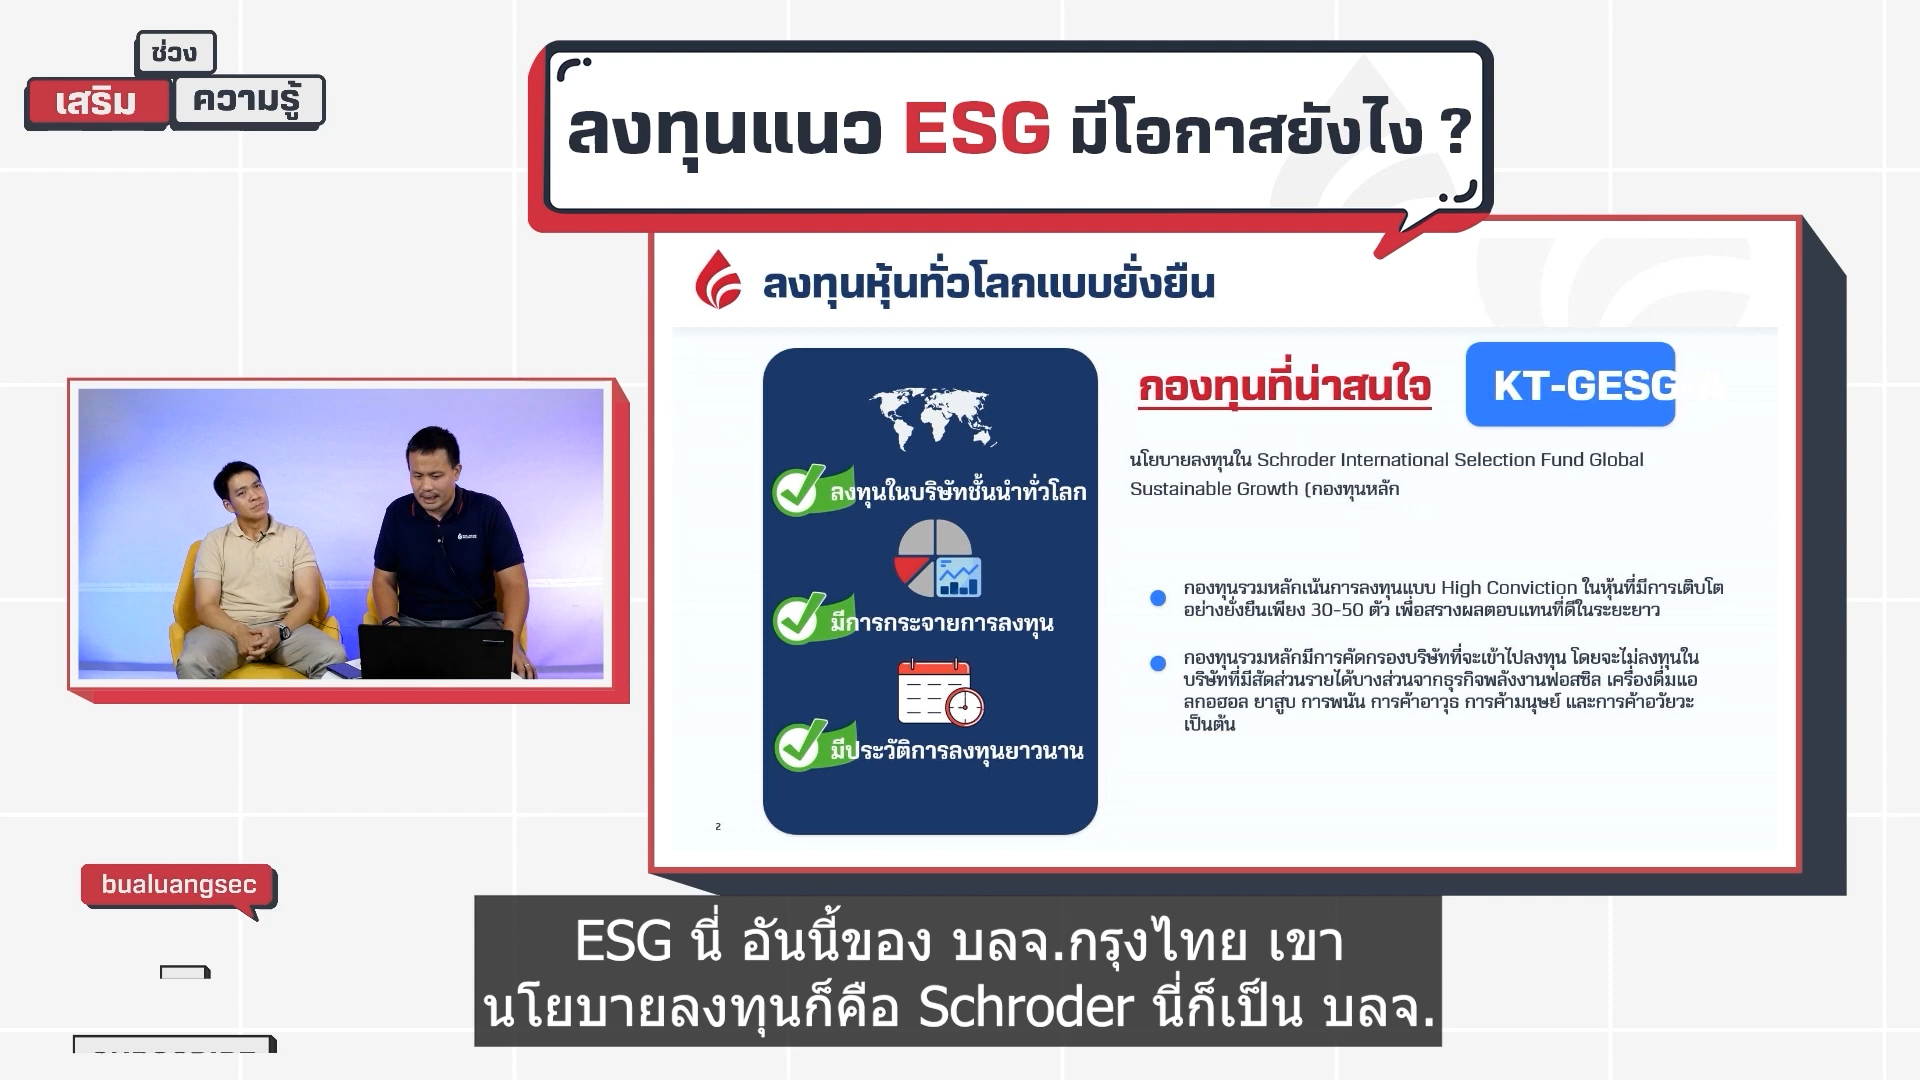 ช่วง
เสริม ความรู้
ลงทุนแนว ESG มีโอกาสยังไง ?
ลงทุนหุ้นทั่วโลกแบบยั่งยืน
ลงทุนในบริษัทชั้นนำทั่วโลก
มีการกระจายการลงทุน
มีประวัติการลงทุนยาวนาน
กองทุนที่น่าสนใจ KT-GESG-A
นโยบายลงทุนใน Schroder International Selection Fund Global
Sustainable Growth (กองทุนหลัก
กองทุนรวมหลักเน้นการลงทุนแบบ High Conviction ในหุ้นที่มีการเติบโต
อย่างยั่งยืนเพียง 30-50 ตัว เพื่อสรางผลตอบแทนที่ดีในระยะยาว
กองทุนรวมหลักมีการคัดกรองบริษัทที่จะเข้าไปลงทุน โดยจะไม่ลงทุนใน
บริษัทที่มีสัดส่วนรายได้บางส่วนจากธุรกิจพลังงานฟอสซิล เครื่องดื่มแอ
ลกอฮอล ยาสูบ การพนัน การค้าอาวุธ การค้ามนุษย์ และการค้าอวัยวะ
เป็นต้น
2
bualuangsec
ESG นี่ อันนี้ของ บลจ.กรุงไทย เขา
นโยบายลงทุนก็คือ Schroder นี่ก็เป็น บลจ.